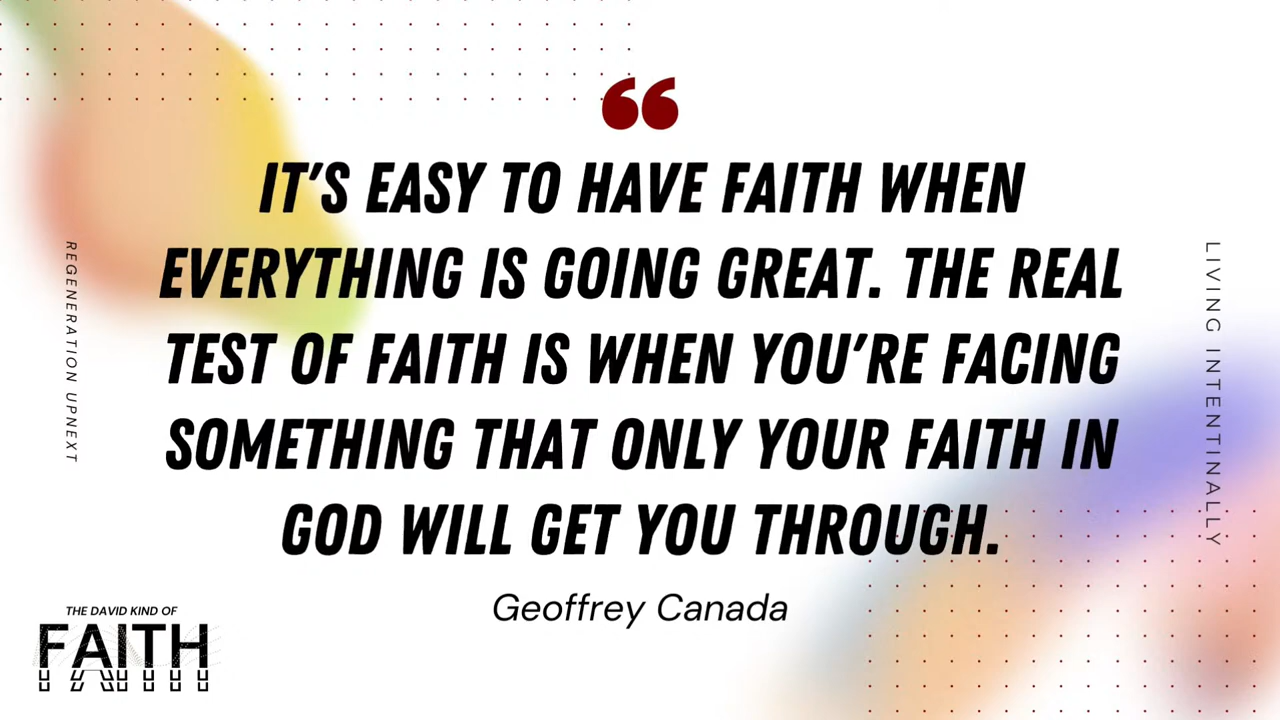 “
IT’S EASY TO HAVE FAITH WHEN
EVERYTHING IS GOING GREAT. THE REAL
TEST OF FAITH IS WHEN YOU’RE FACING
SOMETHING THAT ONLY YOUR FAITH IN
GOD WILL GET YOU THROUGH.
Geoffrey Canada
REGENERATION UPNEXT
LIVING INTENTINALLY
THE DAVID KIND OF
FAITH